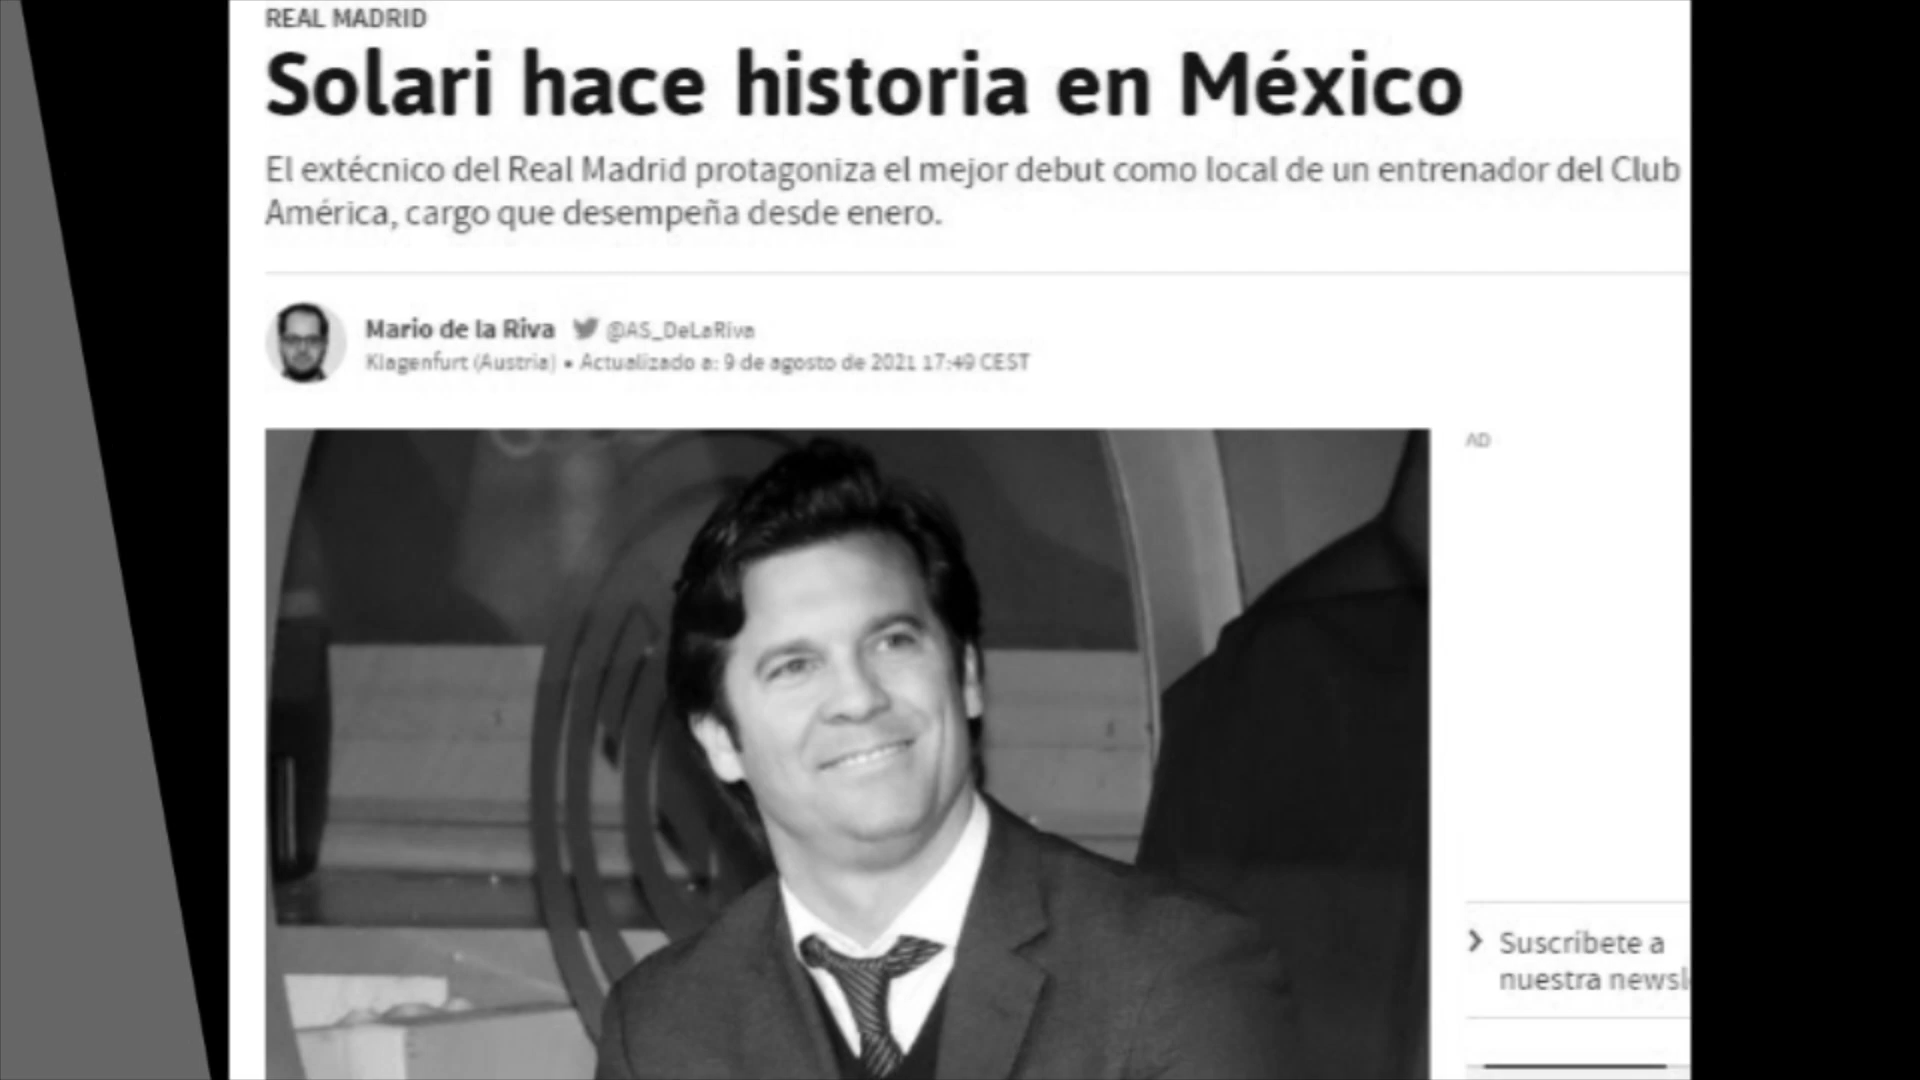 REAL MADRID
Solari hace historia en México
El extécnico del Real Madrid protagoniza el mejor debut como local de un entrenador del Club
América, cargo que desempeña desde enero.
Mario de la Riva @AS_DeLaRiva
Klagenfurt (Austria) • Actualizado a: 9 de agosto de 2021 17:49 CEST
AD
Suscríbete a
nuestra newsl